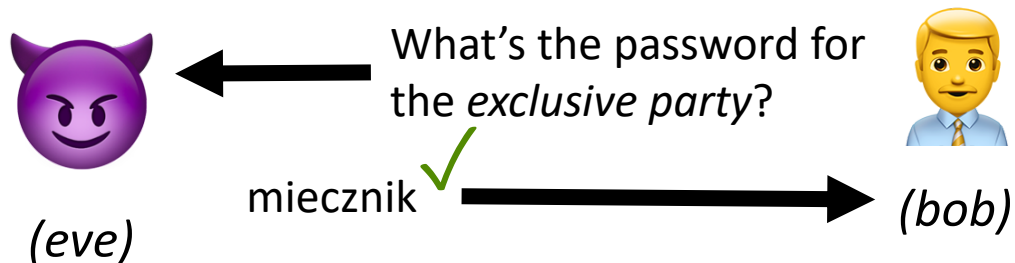 What’s the password for
the exclusive party?
miecznik
(eve)
(bob)